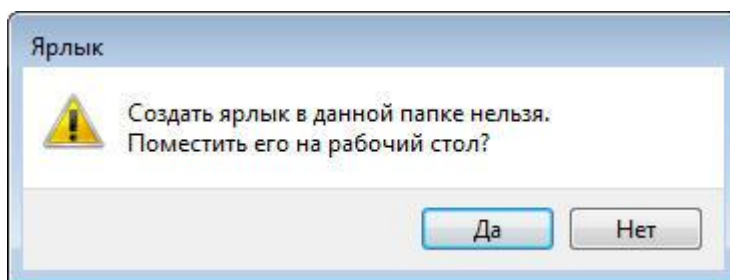 Ярлык
Создать ярлык в данной папке нельзя.
Поместить его на рабочий стол?
Да Нет